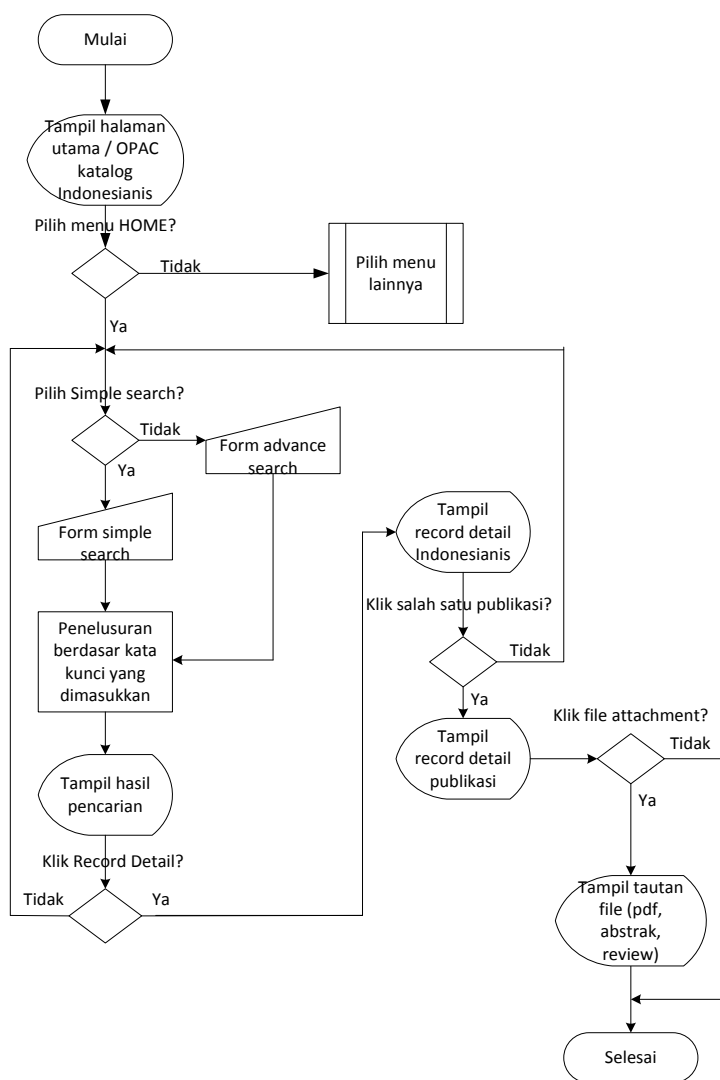 Mulai
Tampil halaman
utama / OPAC
katalog
Indonesianis
Pilih menu HOME?
Tidak
Pilih menu
lainnya
Ya
Pilih Simple search?
Tidak
Form advance
search
Ya
Form simple
search
Penelusuran
berdasar kata
kunci yang
dimasukkan
Tampil hasil
pencarian
Klik Record Detail?
Tidak
Ya
Tampil
record detail
Indonesianis
Klik salah satu publikasi?
Tidak
Ya
Tampil
record detail
publikasi
Klik file attachment?
Tidak
Ya
Tampil tautan
file (pdf,
abstrak,
review)
Selesai